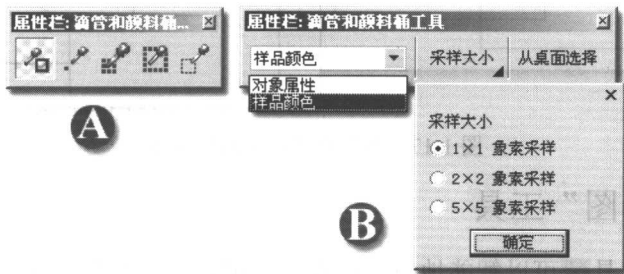 属性栏: 滴管和颜料桶...
属性栏: 滴管和颜料桶工具
样品颜色
采样大小
从桌面选择
对象属性
样品颜色
采样大小
1×1 象素采样
2×2 象素采样
5×5 象素采样
确定
A
B